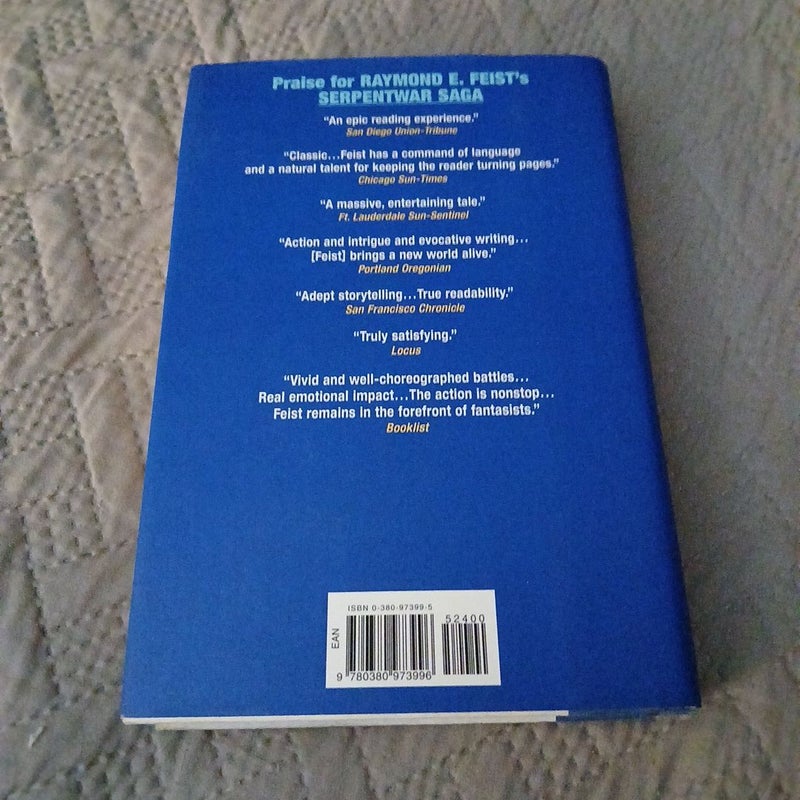 Praise for RAYMOND E. FEIST's
SERPENTWAR SAGA
“An epic reading experience.”
San Diego Union-Tribune
“Classic...Feist has a command of language
and a natural talent for keeping the reader turning pages.”
Chicago Sun-Times
“A massive, entertaining tale.”
Ft. Lauderdale Sun-Sentinel
“Action and intrigue and evocative writing...
[Feist] brings a new world alive.”
Portland Oregonian
“Adept storytelling...True readability.”
San Francisco Chronicle
“Truly satisfying.”
Locus
“Vivid and well-choreographed battles...
Real emotional impact...The action is nonstop...
Feist remains in the forefront of fantasists.”
Booklist
ISBN 0-380-97399-5
52400
EAN
9 780380 973996